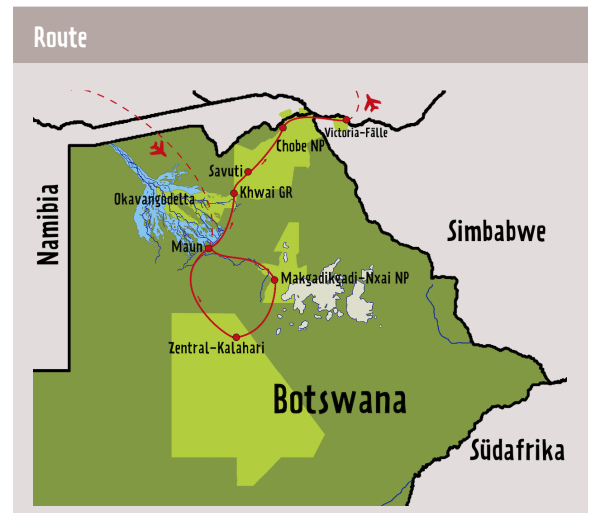 Route
Victoria-Fälle
Chobe NP
Savuti
Khwai GR
Okavangodelta
Namibia
Simbabwe
Maun
Makgadikgadi-Nxai NP
Zentral-Kalahari
Botswana
Südafrika